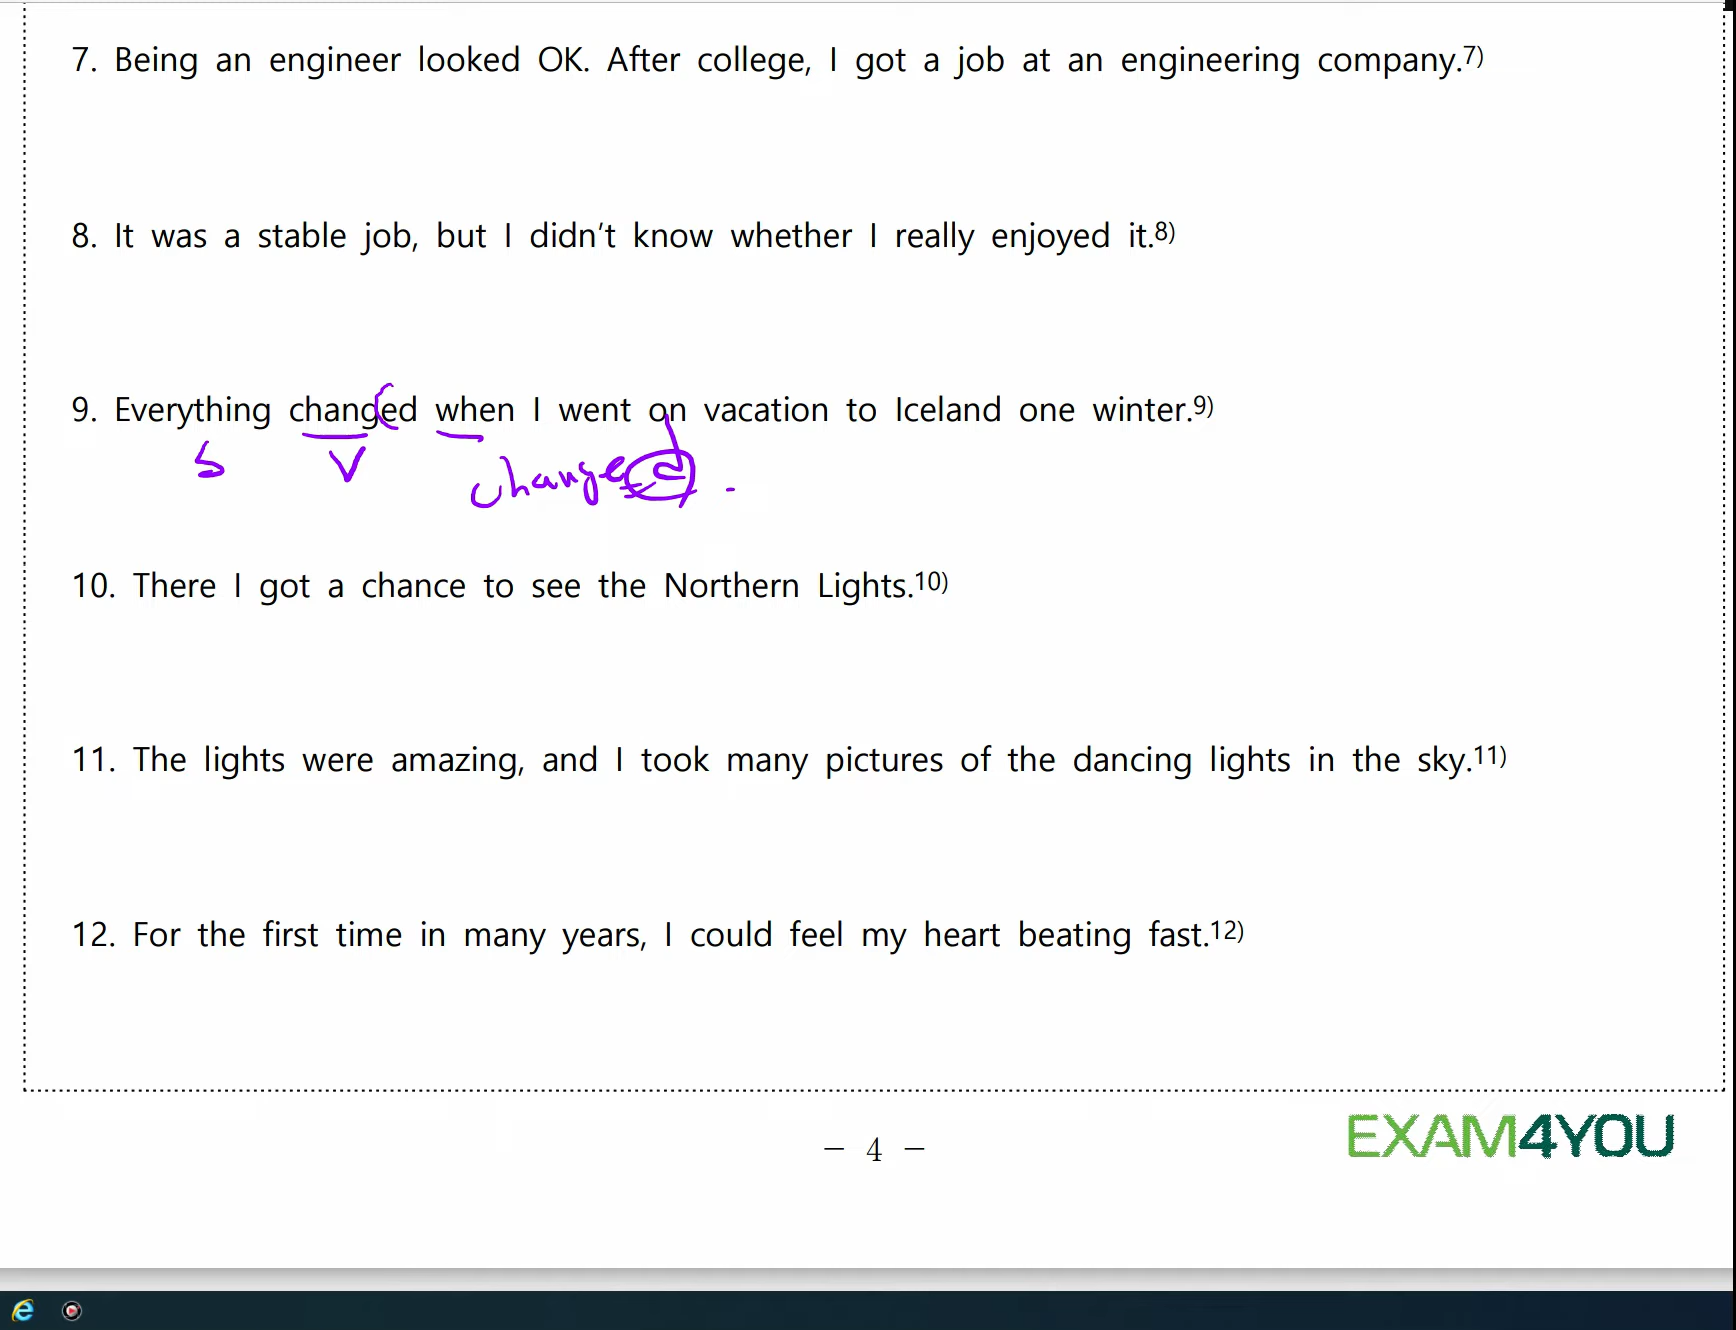 7. Being an engineer looked OK. After college, I got a job at an engineering company.7)
8. It was a stable job, but I didn't know whether I really enjoyed it.8)
9. Everything changed when I went on vacation to Iceland one winter.9)
S V changed .
10. There I got a chance to see the Northern Lights.10)
11. The lights were amazing, and I took many pictures of the dancing lights in the sky.11)
12. For the first time in many years, I could feel my heart beating fast.12)
- 4 -
EXAM4YOU